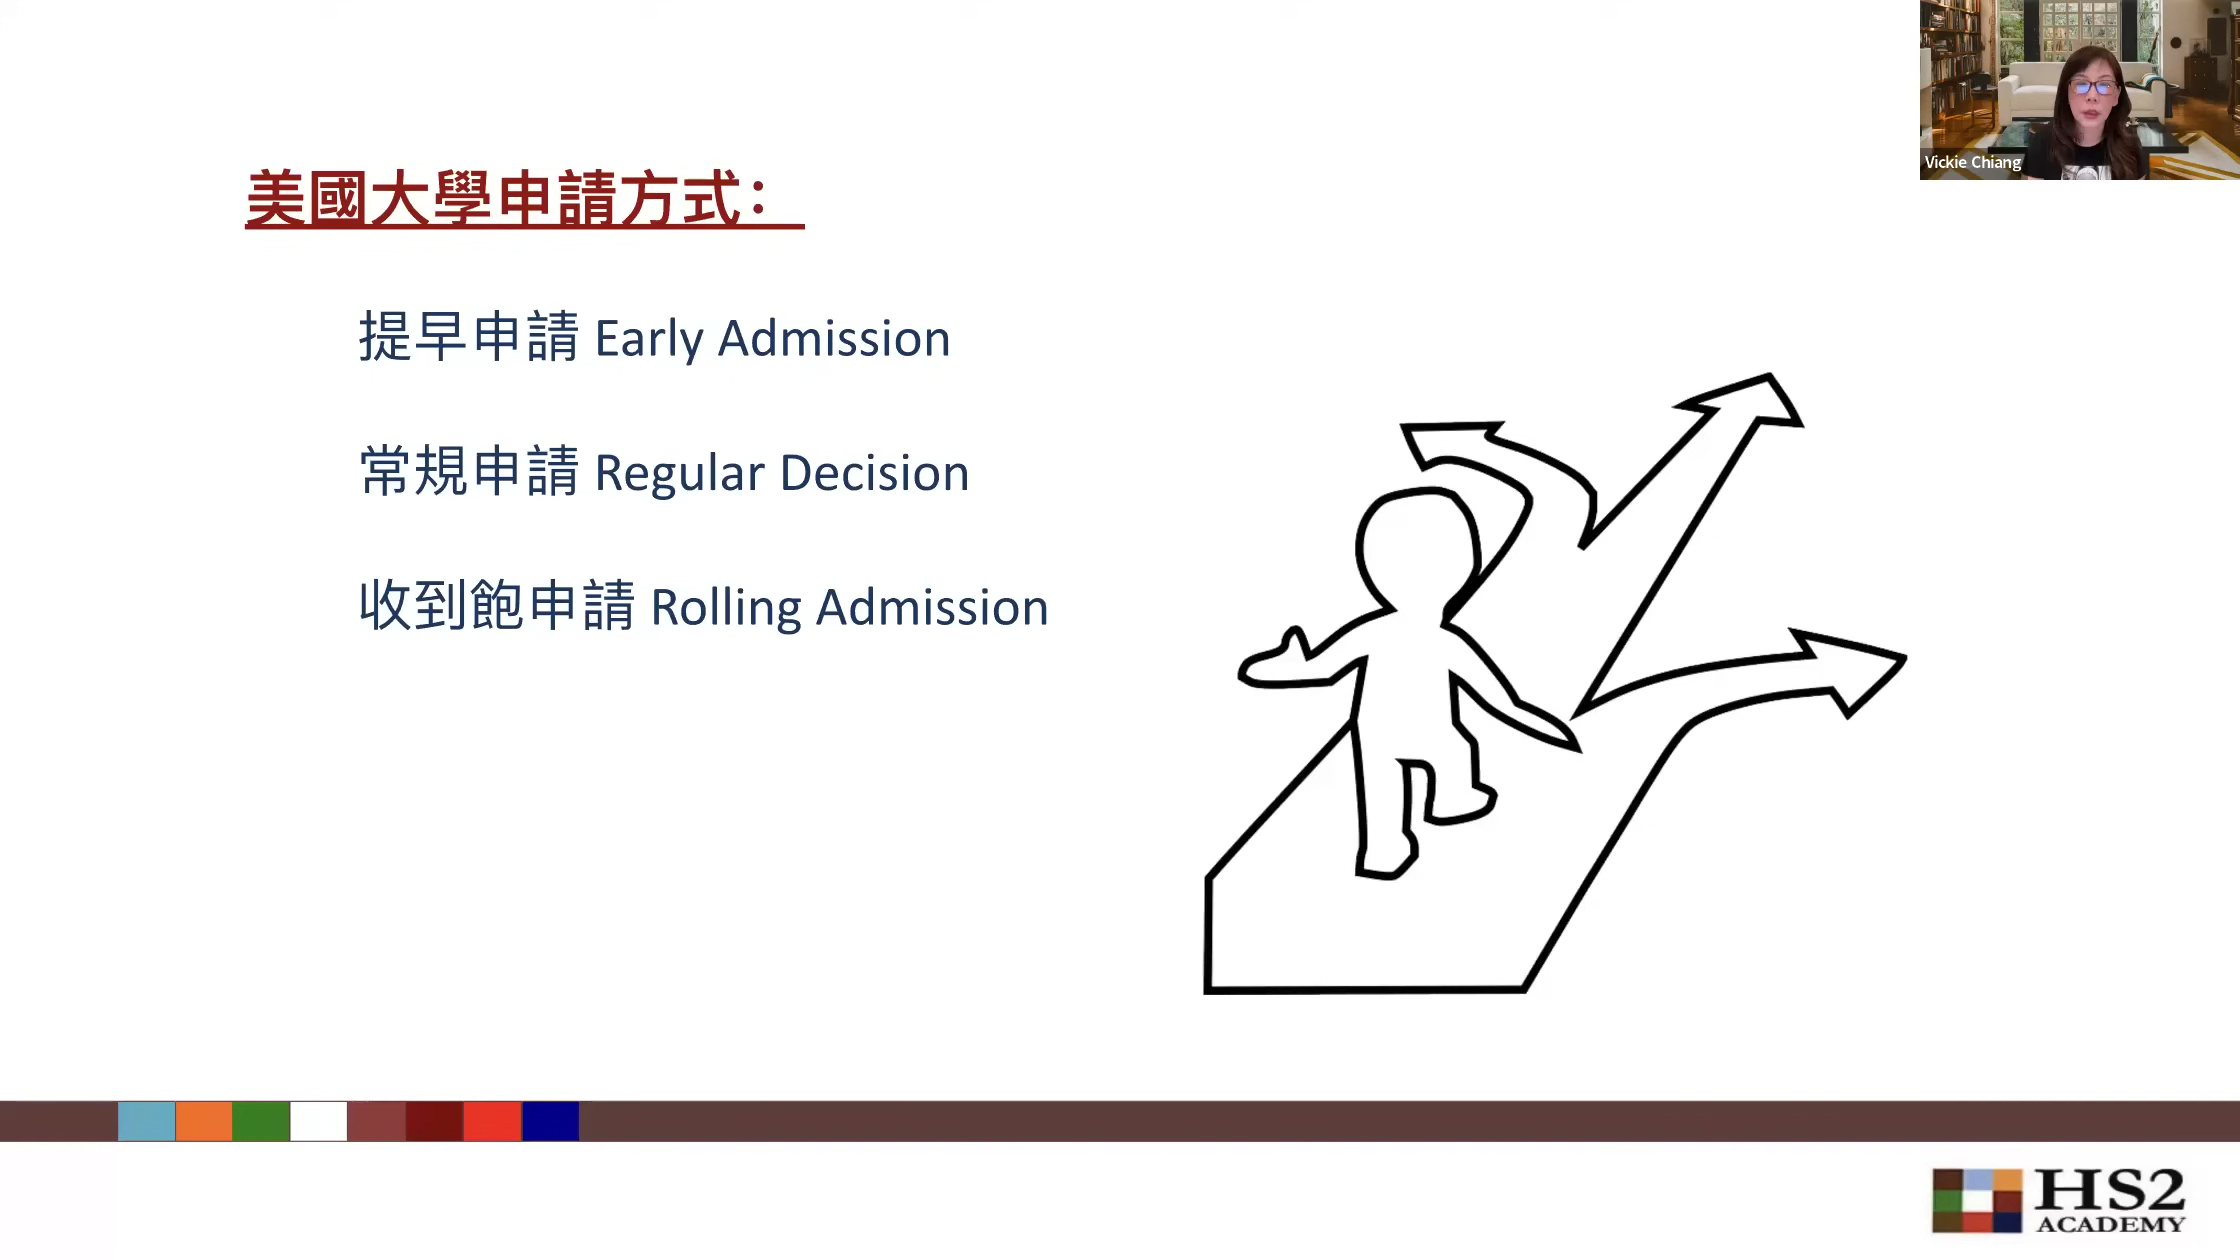 美國大學申請方式：
提早申請 Early Admission
常規申請 Regular Decision
收到飽申請 Rolling Admission
Vickie Chiang
HS2
ACADEMY